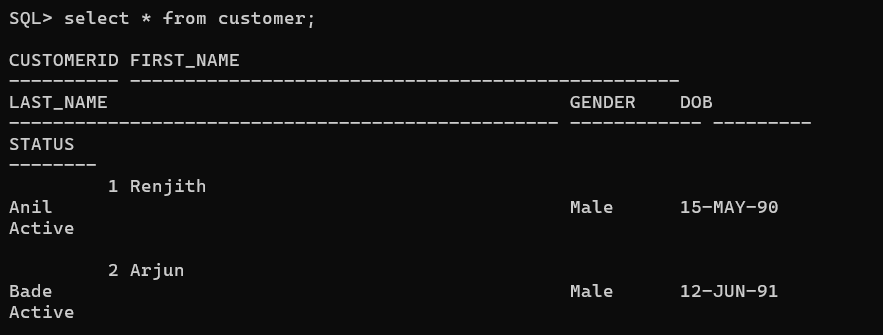 SQL> select * from customer;
CUSTOMERID FIRST_NAME
---------- --------------------------------------------------
LAST_NAME                                          GENDER    DOB
-------------------------------------------------- ------------ ---------
STATUS
--------
         1 Renjith
Anil                                               Male      15-MAY-90
Active
         2 Arjun
Bade                                               Male      12-JUN-91
Active